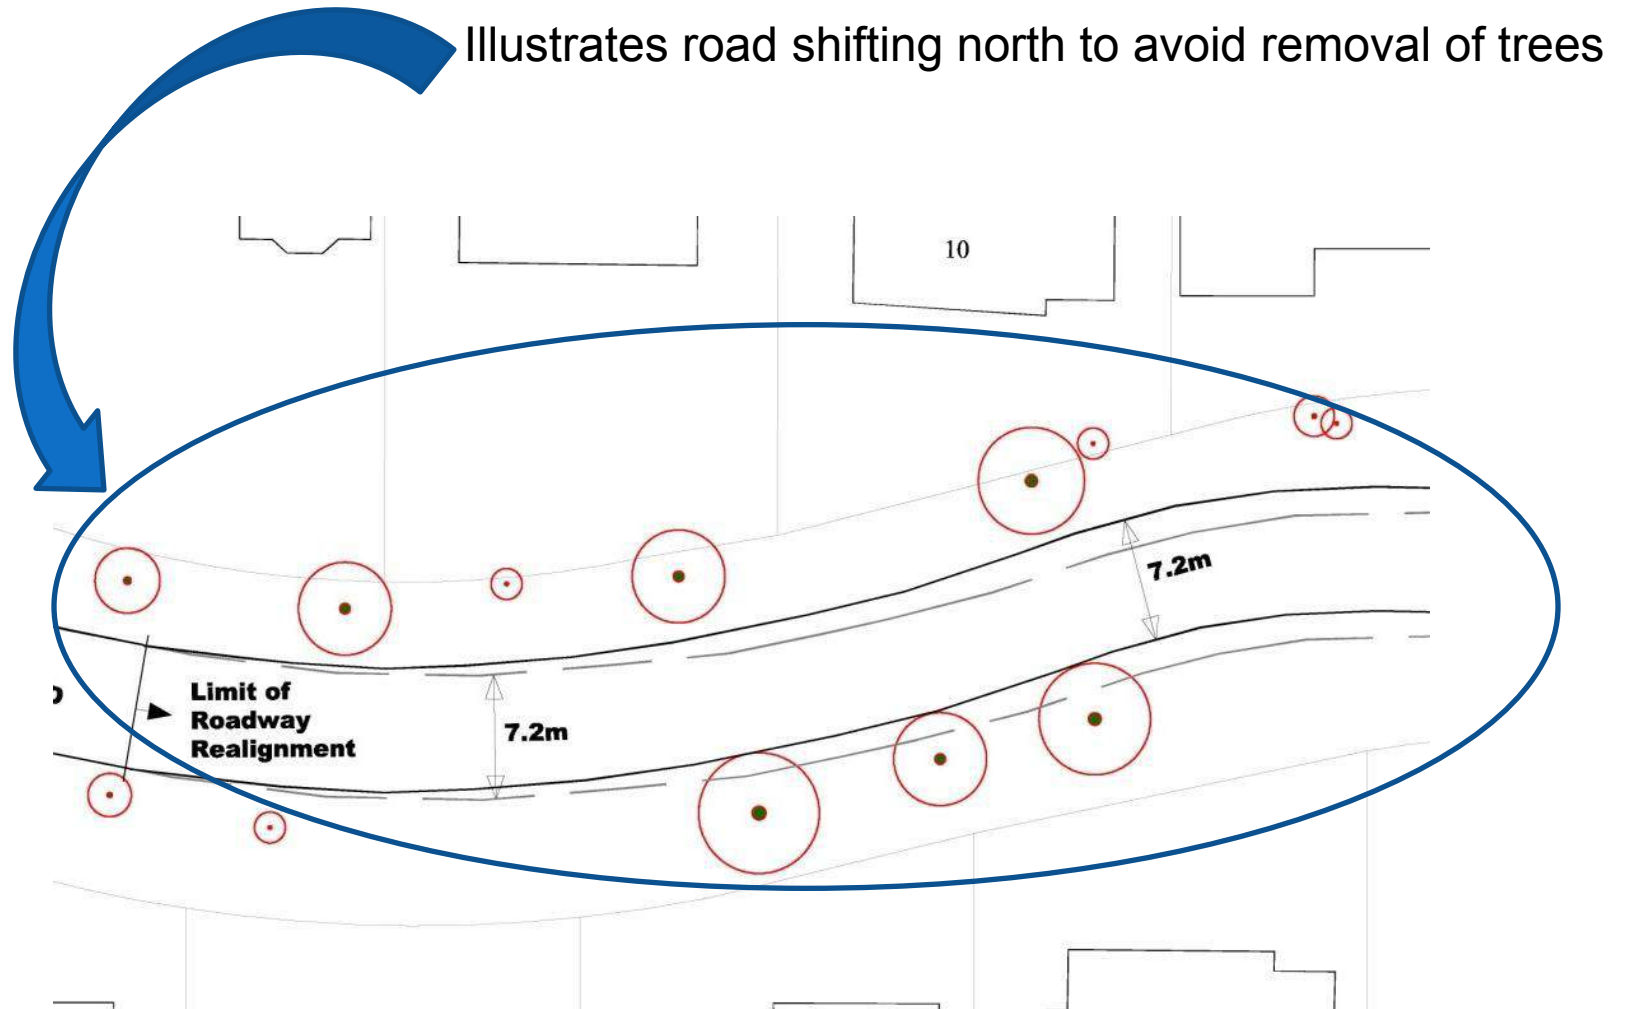 Illustrates road shifting north to avoid removal of trees
10
7.2m
Limit of
Roadway
Realignment
7.2m